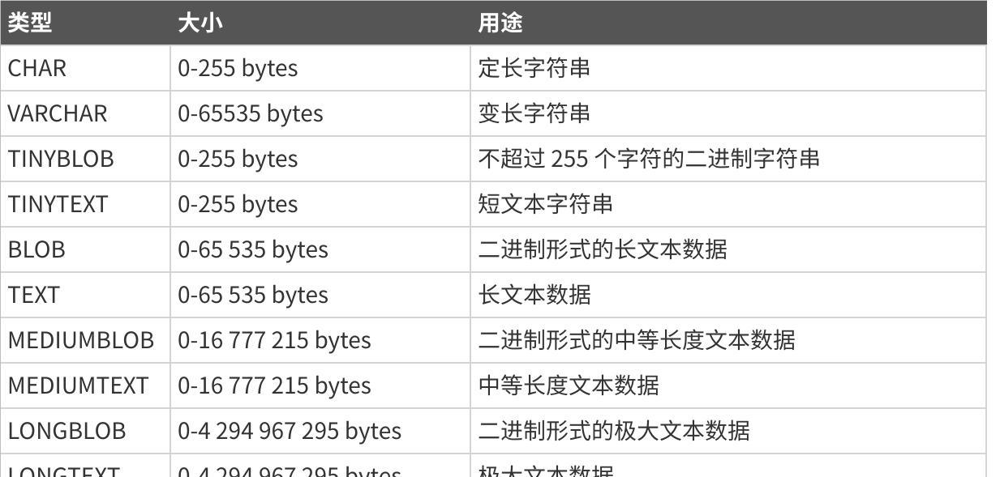 类型 大小 用途
CHAR 0-255 bytes 定长字符串
VARCHAR 0-65535 bytes 变长字符串
TINYBLOB 0-255 bytes 不超过 255 个字符的二进制字符串
TINYTEXT 0-255 bytes 短文本字符串
BLOB 0-65 535 bytes 二进制形式的长文本数据
TEXT 0-65 535 bytes 长文本数据
MEDIUMBLOB 0-16 777 215 bytes 二进制形式的中等长度文本数据
MEDIUMTEXT 0-16 777 215 bytes 中等长度文本数据
LONGBLOB 0-4 294 967 295 bytes 二进制形式的极大文本数据
LONGTEXT 0-4 294 967 295 bytes 极大文本数据